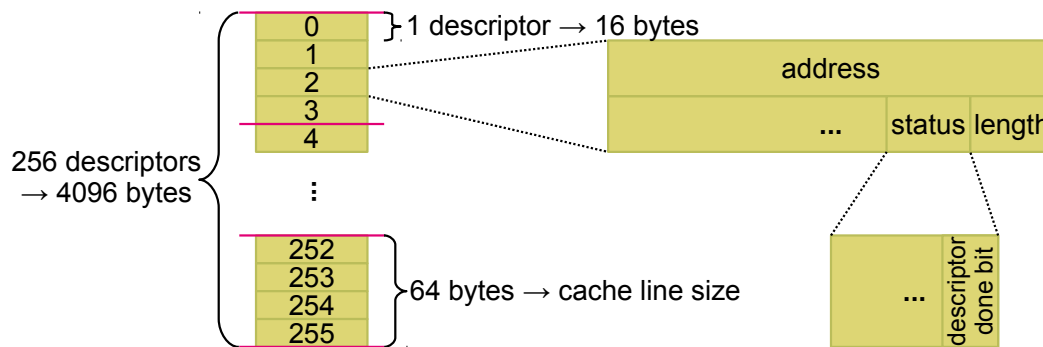 0
1 descriptor → 16 bytes
1
2
3
4
256 descriptors
→ 4096 bytes
...
252
253
254
255
64 bytes → cache line size
address
... status length
...
descriptor
done bit